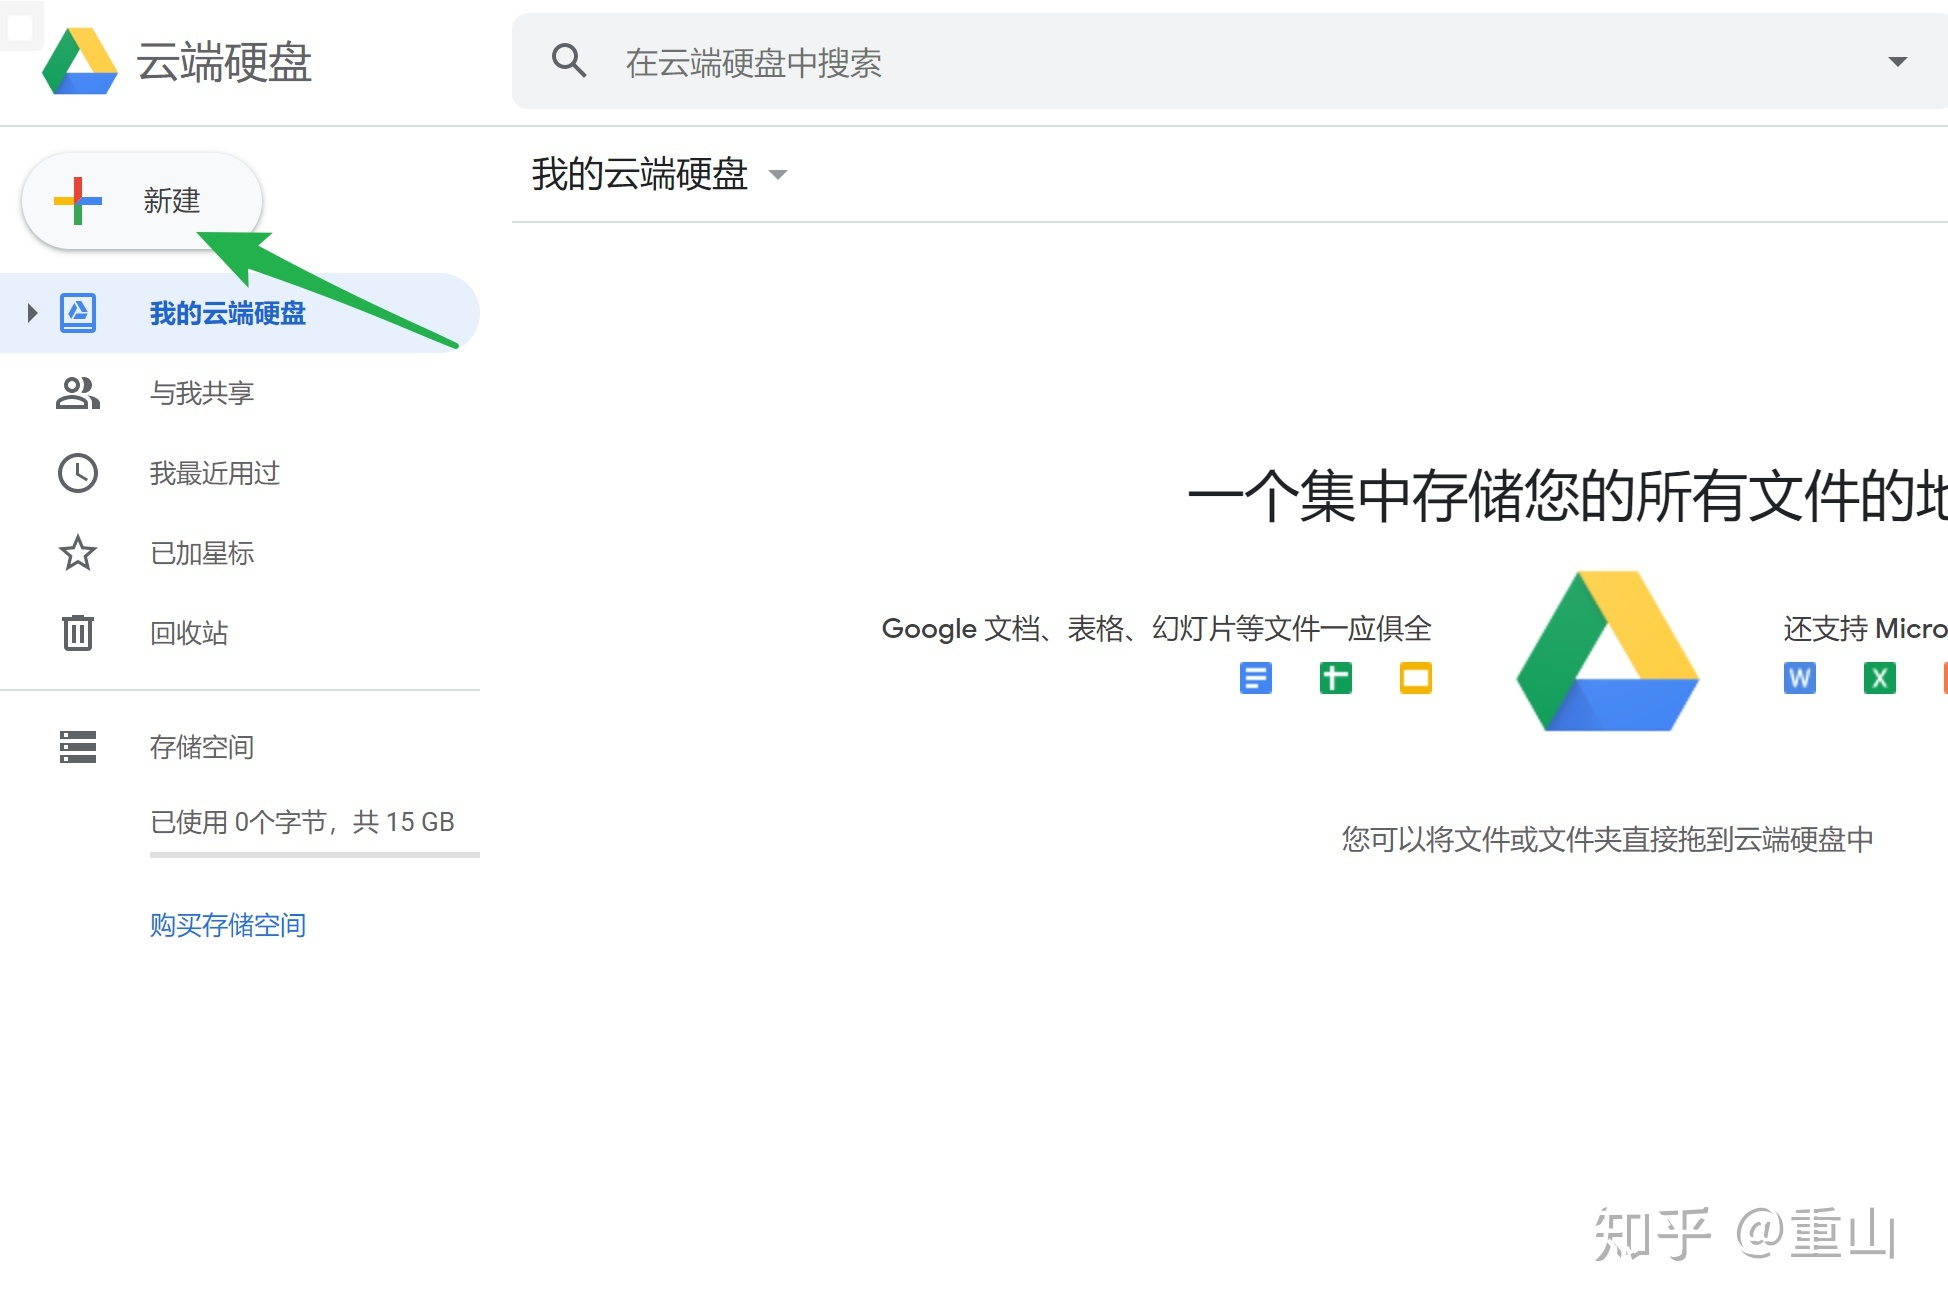 云端硬盘
在云端硬盘中搜索
新建
我的云端硬盘
我的云端硬盘
与我共享
我最近用过
已加星标
回收站
存储空间
已使用 0个字节，共 15 GB
购买存储空间
一个集中存储您的所有文件的
Google 文档、表格、幻灯片等文件一应俱全
还支持 Micro
W X
您可以将文件或文件夹直接拖到云端硬盘中
知乎 @重山